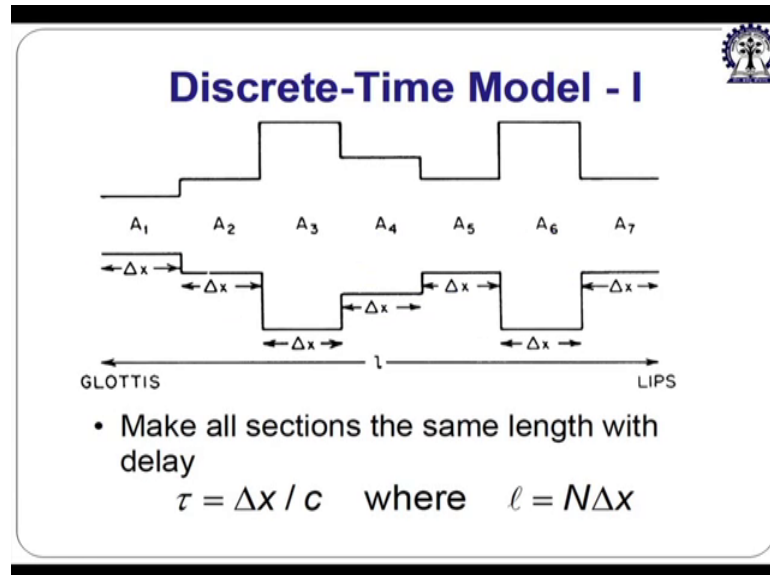 Discrete-Time Model - I
A₁ A₂ A₃ A₄ A₅ A₆ A₇
Δx Δx Δx Δx Δx Δx Δx
l
GLOTTIS LIPS
• Make all sections the same length with
delay
τ = Δx / c where ℓ = NΔx